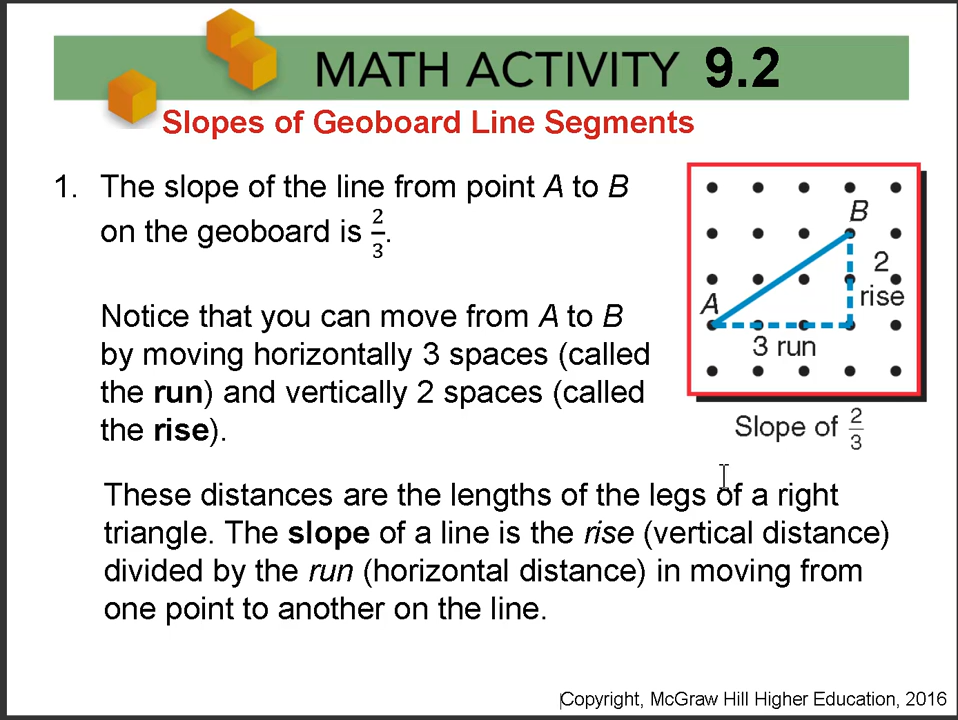 MATH ACTIVITY 9.2
Slopes of Geoboard Line Segments
1. The slope of the line from point A to B
on the geoboard is 2/3.
Notice that you can move from A to B
by moving horizontally 3 spaces (called
the run) and vertically 2 spaces (called
the rise).
B
2
rise
A
3 run
Slope of 2/3
These distances are the lengths of the legs of a right
triangle. The slope of a line is the rise (vertical distance)
divided by the run (horizontal distance) in moving from
one point to another on the line.
Copyright, McGraw Hill Higher Education, 2016